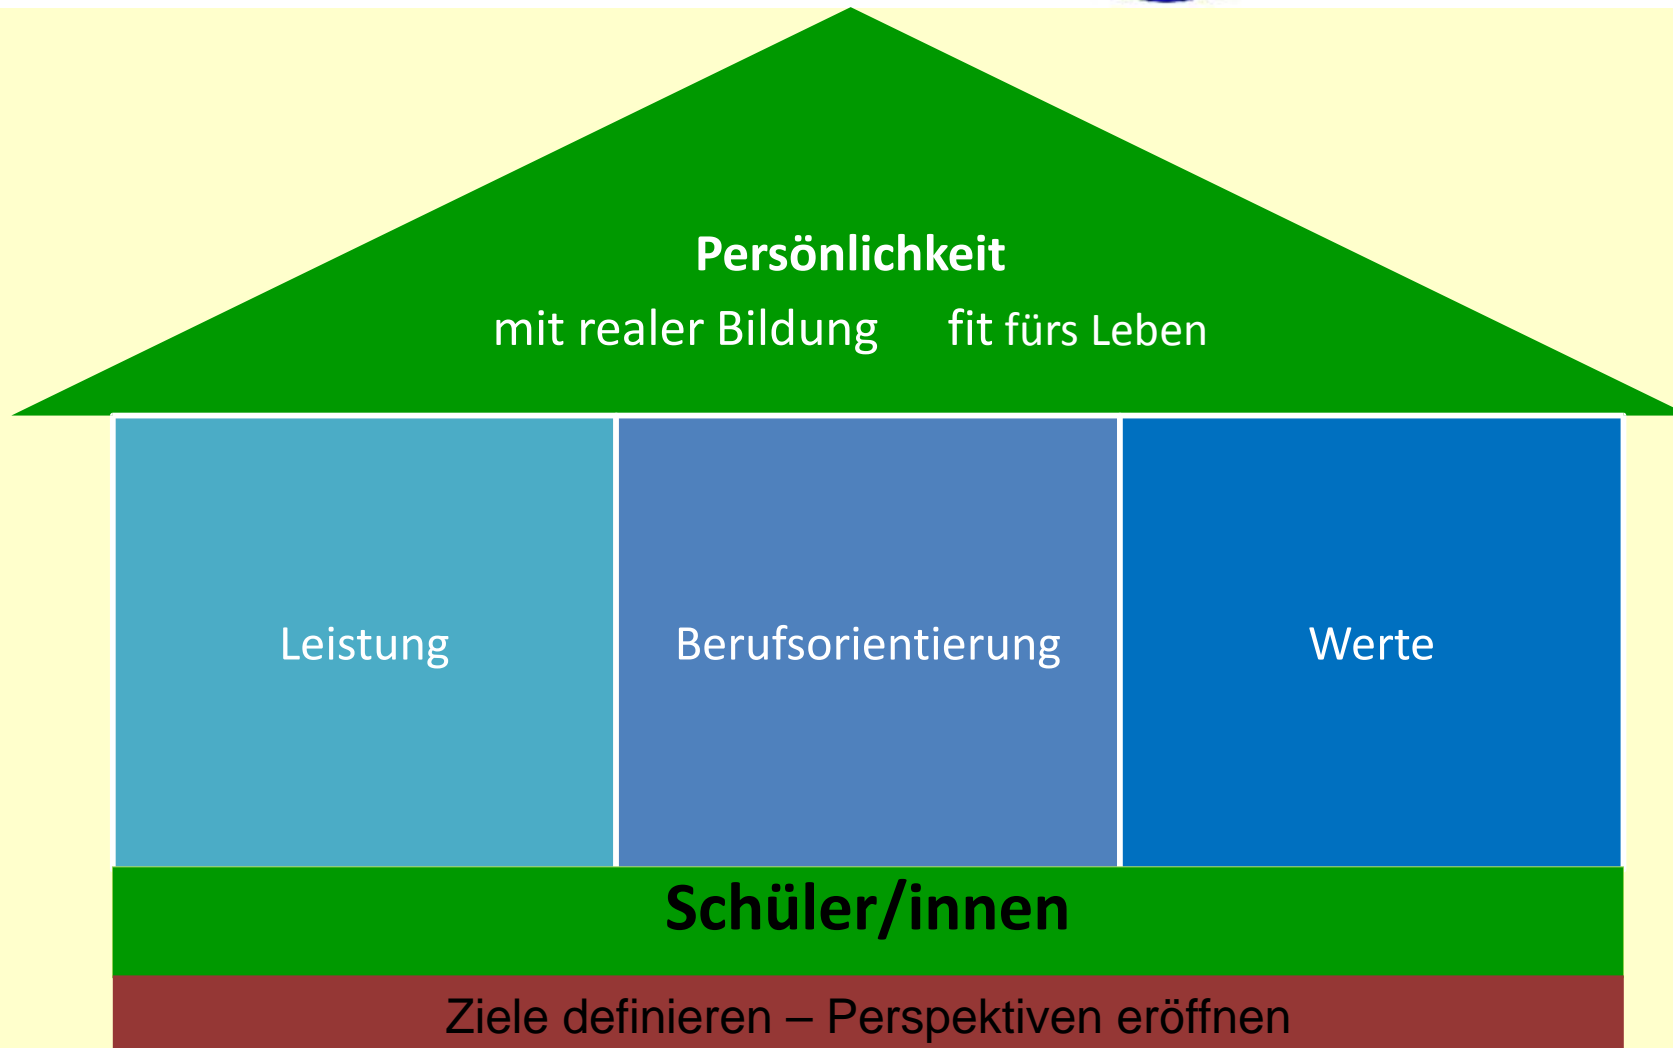 Persönlichkeit
mit realer Bildung fit fürs Leben
Leistung
Berufsorientierung
Werte
Schüler/innen
Ziele definieren – Perspektiven eröffnen